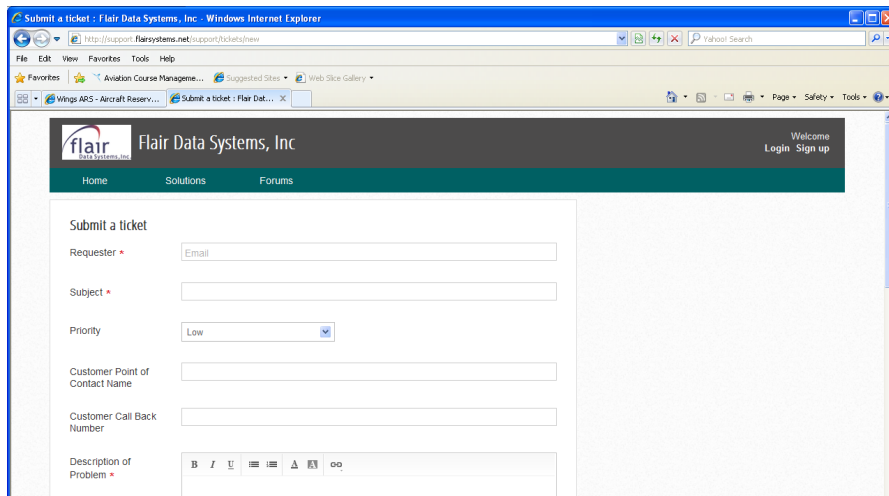 Submit a ticket : Flair Data Systems, Inc - Windows Internet Explorer
http://support.flairsystems.net/support/tickets/new
Yahoo! Search
File Edit View Favorites Tools Help
Favorites Aviation Course Manageme... Suggested Sites Web Slice Gallery
Wings ARS - Aircraft Reserv... Submit a ticket : Flair Dat... X Page Safety Tools
flair
Data Systems, Inc.
Flair Data Systems, Inc
Welcome
Login Sign up
Home Solutions Forums
Submit a ticket
Requester * Email
Subject *
Priority Low
Customer Point of
Contact Name
Customer Call Back
Number
Description of
Problem *
B I U A A